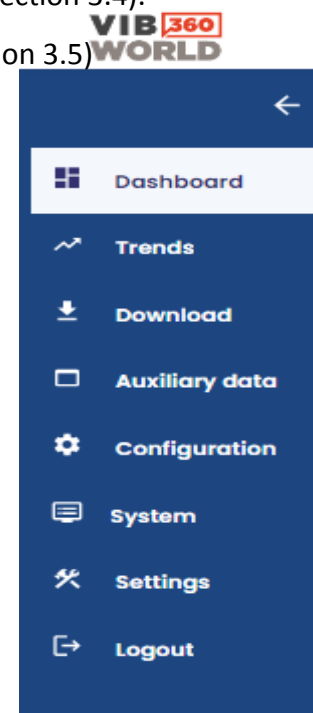 ection 3.4).
VIB 360
on 3.5) WORLD
Dashboard
Trends
Download
Auxiliary data
Configuration
System
Settings
Logout